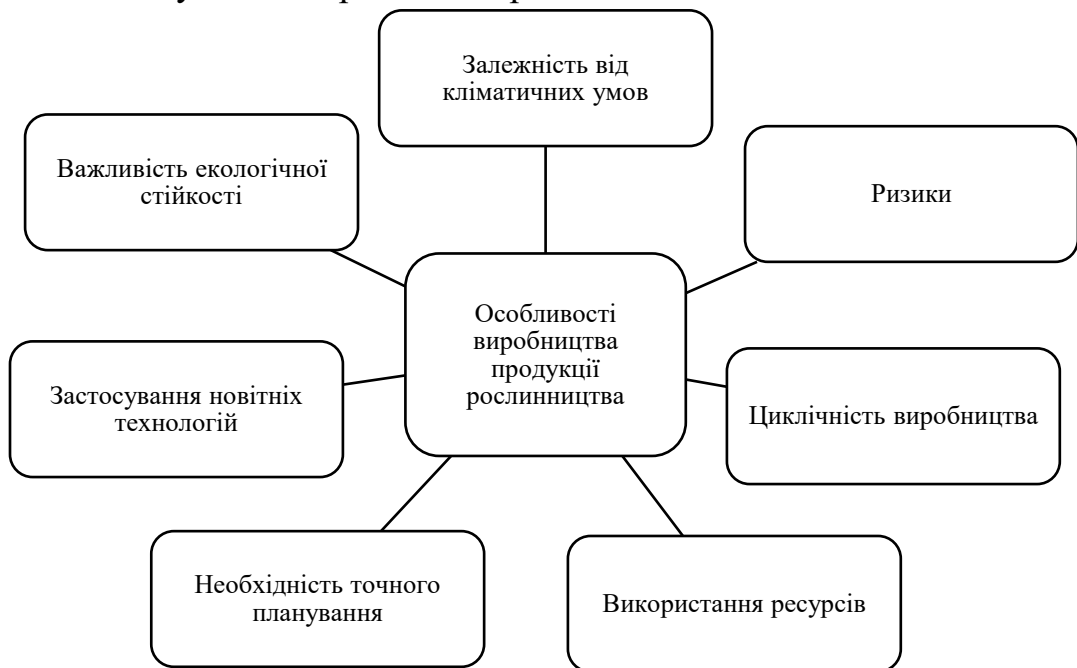 Залежність від
кліматичних умов
Важливість екологічної
стійкості
Ризики
Особливості
виробництва
продукції
рослинництва
Застосування новітніх
технологій
Циклічність виробництва
Необхідність точного
планування
Використання ресурсів